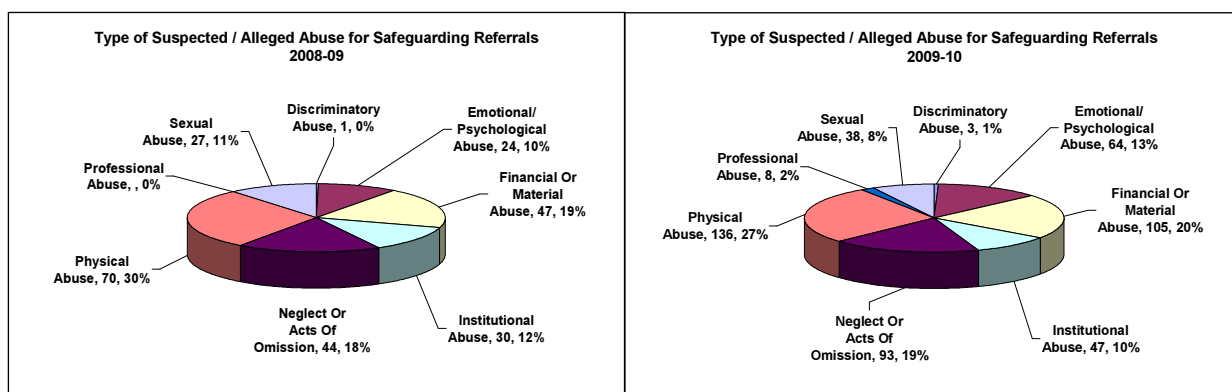 Type of Suspected / Alleged Abuse for Safeguarding Referrals
2008-09
Discriminatory
Abuse, 1, 0%
Emotional/
Psychological
Abuse, 24, 10%
Financial Or
Material
Abuse, 47, 19%
Institutional
Abuse, 30, 12%
Neglect Or
Acts Of
Omission, 44, 18%
Physical
Abuse, 70, 30%
Professional
Abuse, , 0%
Sexual
Abuse, 27, 11%
Type of Suspected / Alleged Abuse for Safeguarding Referrals
2009-10
Discriminatory
Abuse, 3, 1%
Emotional/
Psychological
Abuse, 64, 13%
Financial Or
Material
Abuse, 105, 20%
Institutional
Abuse, 47, 10%
Neglect Or
Acts Of
Omission, 93, 19%
Physical
Abuse, 136, 27%
Professional
Abuse, 8, 2%
Sexual
Abuse, 38, 8%